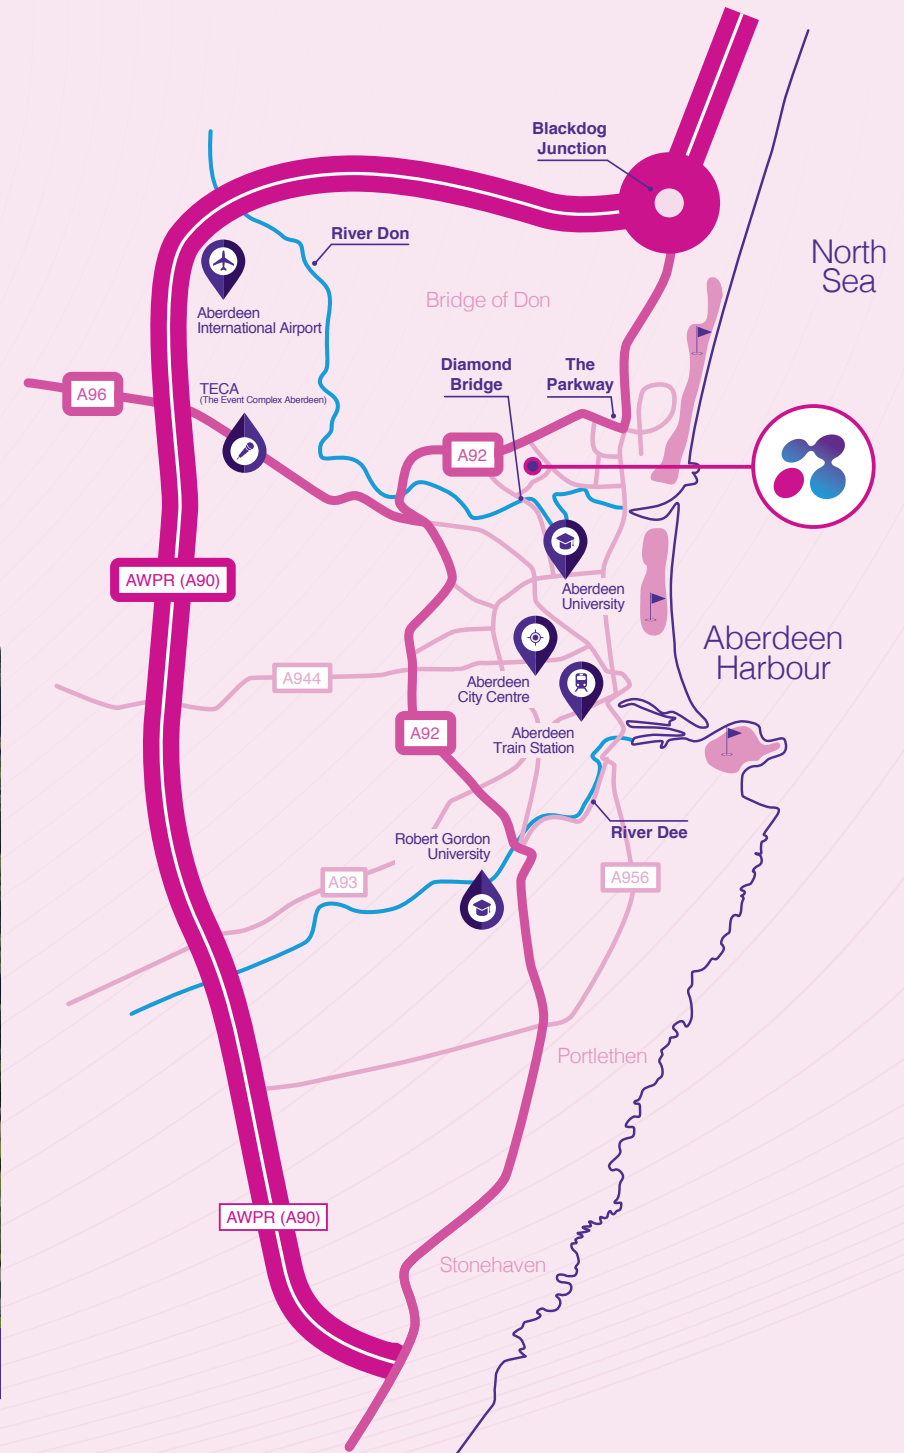 Blackdog
Junction
North
Sea
River Don
Bridge of Don
Aberdeen
International Airport
Diamond
Bridge
The
Parkway
A96
TECA
(The Event Complex Aberdeen)
A92
AWPR (A90)
Aberdeen
University
Aberdeen
Harbour
A944
Aberdeen
City Centre
A92
Aberdeen
Train Station
River Dee
Robert Gordon
University
A93
A956
Portlethen
AWPR (A90)
Stonehaven